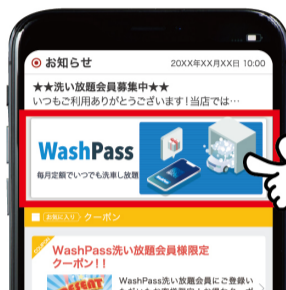 お知らせ 20XX年XX月XX日 10:00
★★洗い放題会員募集中★★
いつもご利用ありがとうございます!当店では…
WashPass
毎月定額でいつでも洗車し放題
お気に入り クーポン
WashPass洗い放題会員様限定
クーポン!!
WashPass洗い放題会員にご登録い